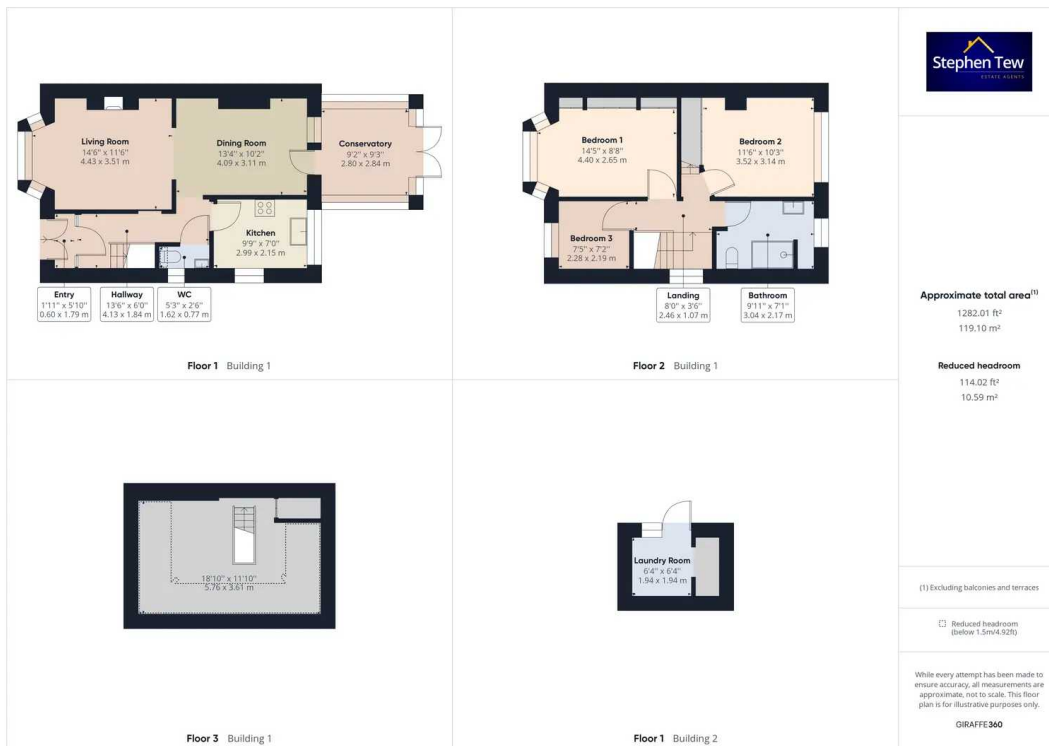 Living Room
14'6" x 11'6"
4.43 x 3.51 m
Dining Room
13'4" x 10'2"
4.09 x 3.11 m
Conservatory
9'2" x 9'3"
2.80 x 2.84 m
Kitchen
9'9" x 7'0"
2.99 x 2.15 m
Entry
1'11" x 5'10"
0.60 x 1.79 m
Hallway
13'6" x 6'0"
4.13 x 1.84 m
WC
5'3" x 2'6"
1.62 x 0.77 m
Floor 1 Building 1
Bedroom 1
14'5" x 8'8"
4.40 x 2.65 m
Bedroom 2
11'6" x 10'3"
3.52 x 3.14 m
Bedroom 3
7'5" x 7'2"
2.28 x 2.19 m
Landing
8'0" x 3'6"
2.46 x 1.07 m
Bathroom
9'11" x 7'1"
3.04 x 2.17 m
Floor 2 Building 1
18'10" x 11'10"
5.76 x 3.61 m
Floor 3 Building 1
Laundry Room
6'4" x 6'4"
1.94 x 1.94 m
Floor 1 Building 2
Stephen Tew
ESTATE AGENTS
Approximate total area(1)
1282.01 ft²
119.10 m²
Reduced headroom
114.02 ft²
10.59 m²
(1) Excluding balconies and terraces
Reduced headroom
(below 1.5m/4.92ft)
While every attempt has been made to
ensure accuracy, all measurements are
approximate, not to scale. This floor
plan is for illustrative purposes only.
GIRAFFE360